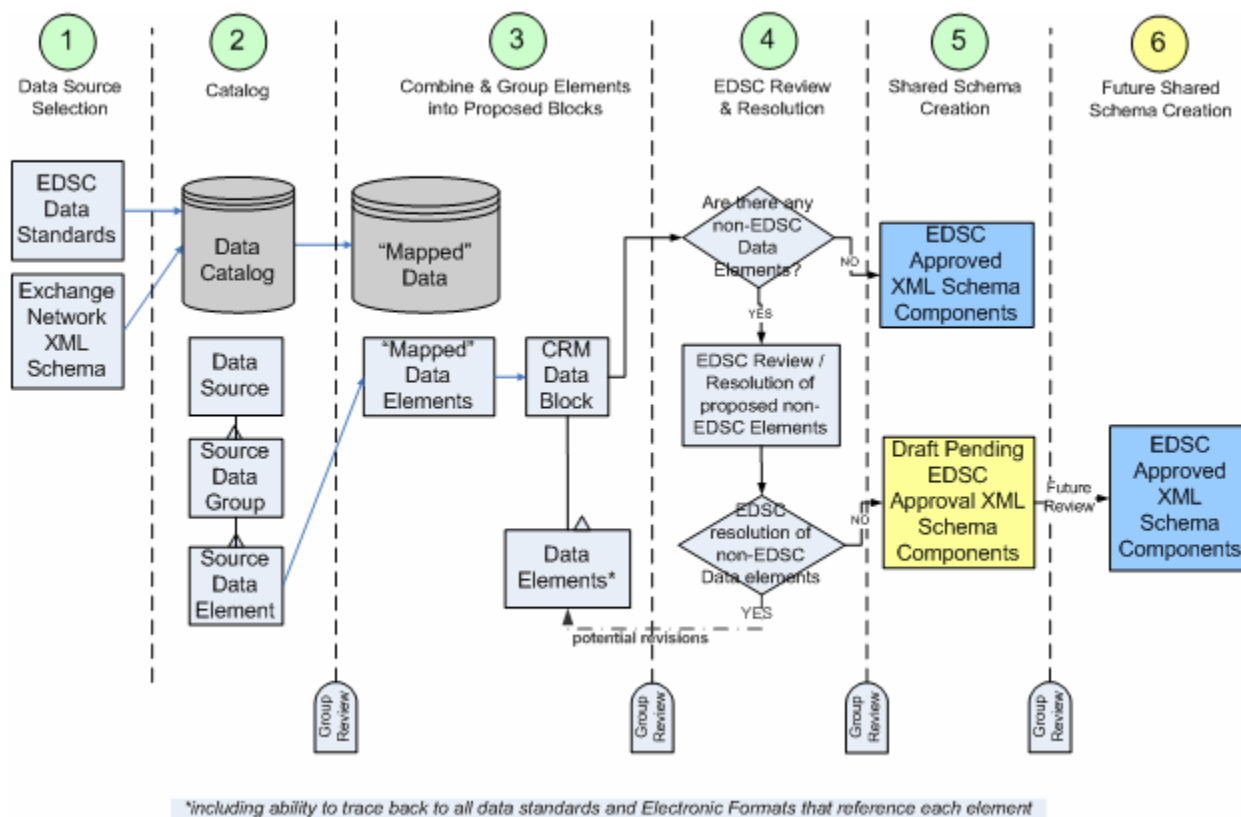 1
2
3
4
5
6
Data Source
Selection
Catalog
Combine & Group Elements
into Proposed Blocks
EDSC Review
& Resolution
Shared Schema
Creation
Future Shared
Schema Creation
EDSC
Data
Standards
Exchange
Network
XML
Schema
Data
Catalog
Data
Source
Source
Data
Group
Source
Data
Element
“Mapped”
Data
“Mapped”
Data
Elements
CRM
Data
Block
Data
Elements*
potential revisions
Are there any
non-EDSC
Data
Elements?
NO
YES
EDSC Review /
Resolution of
proposed non-
EDSC Elements
EDSC
resolution of
non-EDSC
Data elements
NO
YES
EDSC
Approved
XML Schema
Components
Draft Pending
EDSC
Approval XML
Schema
Components
Future
Review
EDSC
Approved
XML
Schema
Components
Group
Review
Group
Review
Group
Review
Group
Review
*including ability to trace back to all data standards and Electronic Formats that reference each element